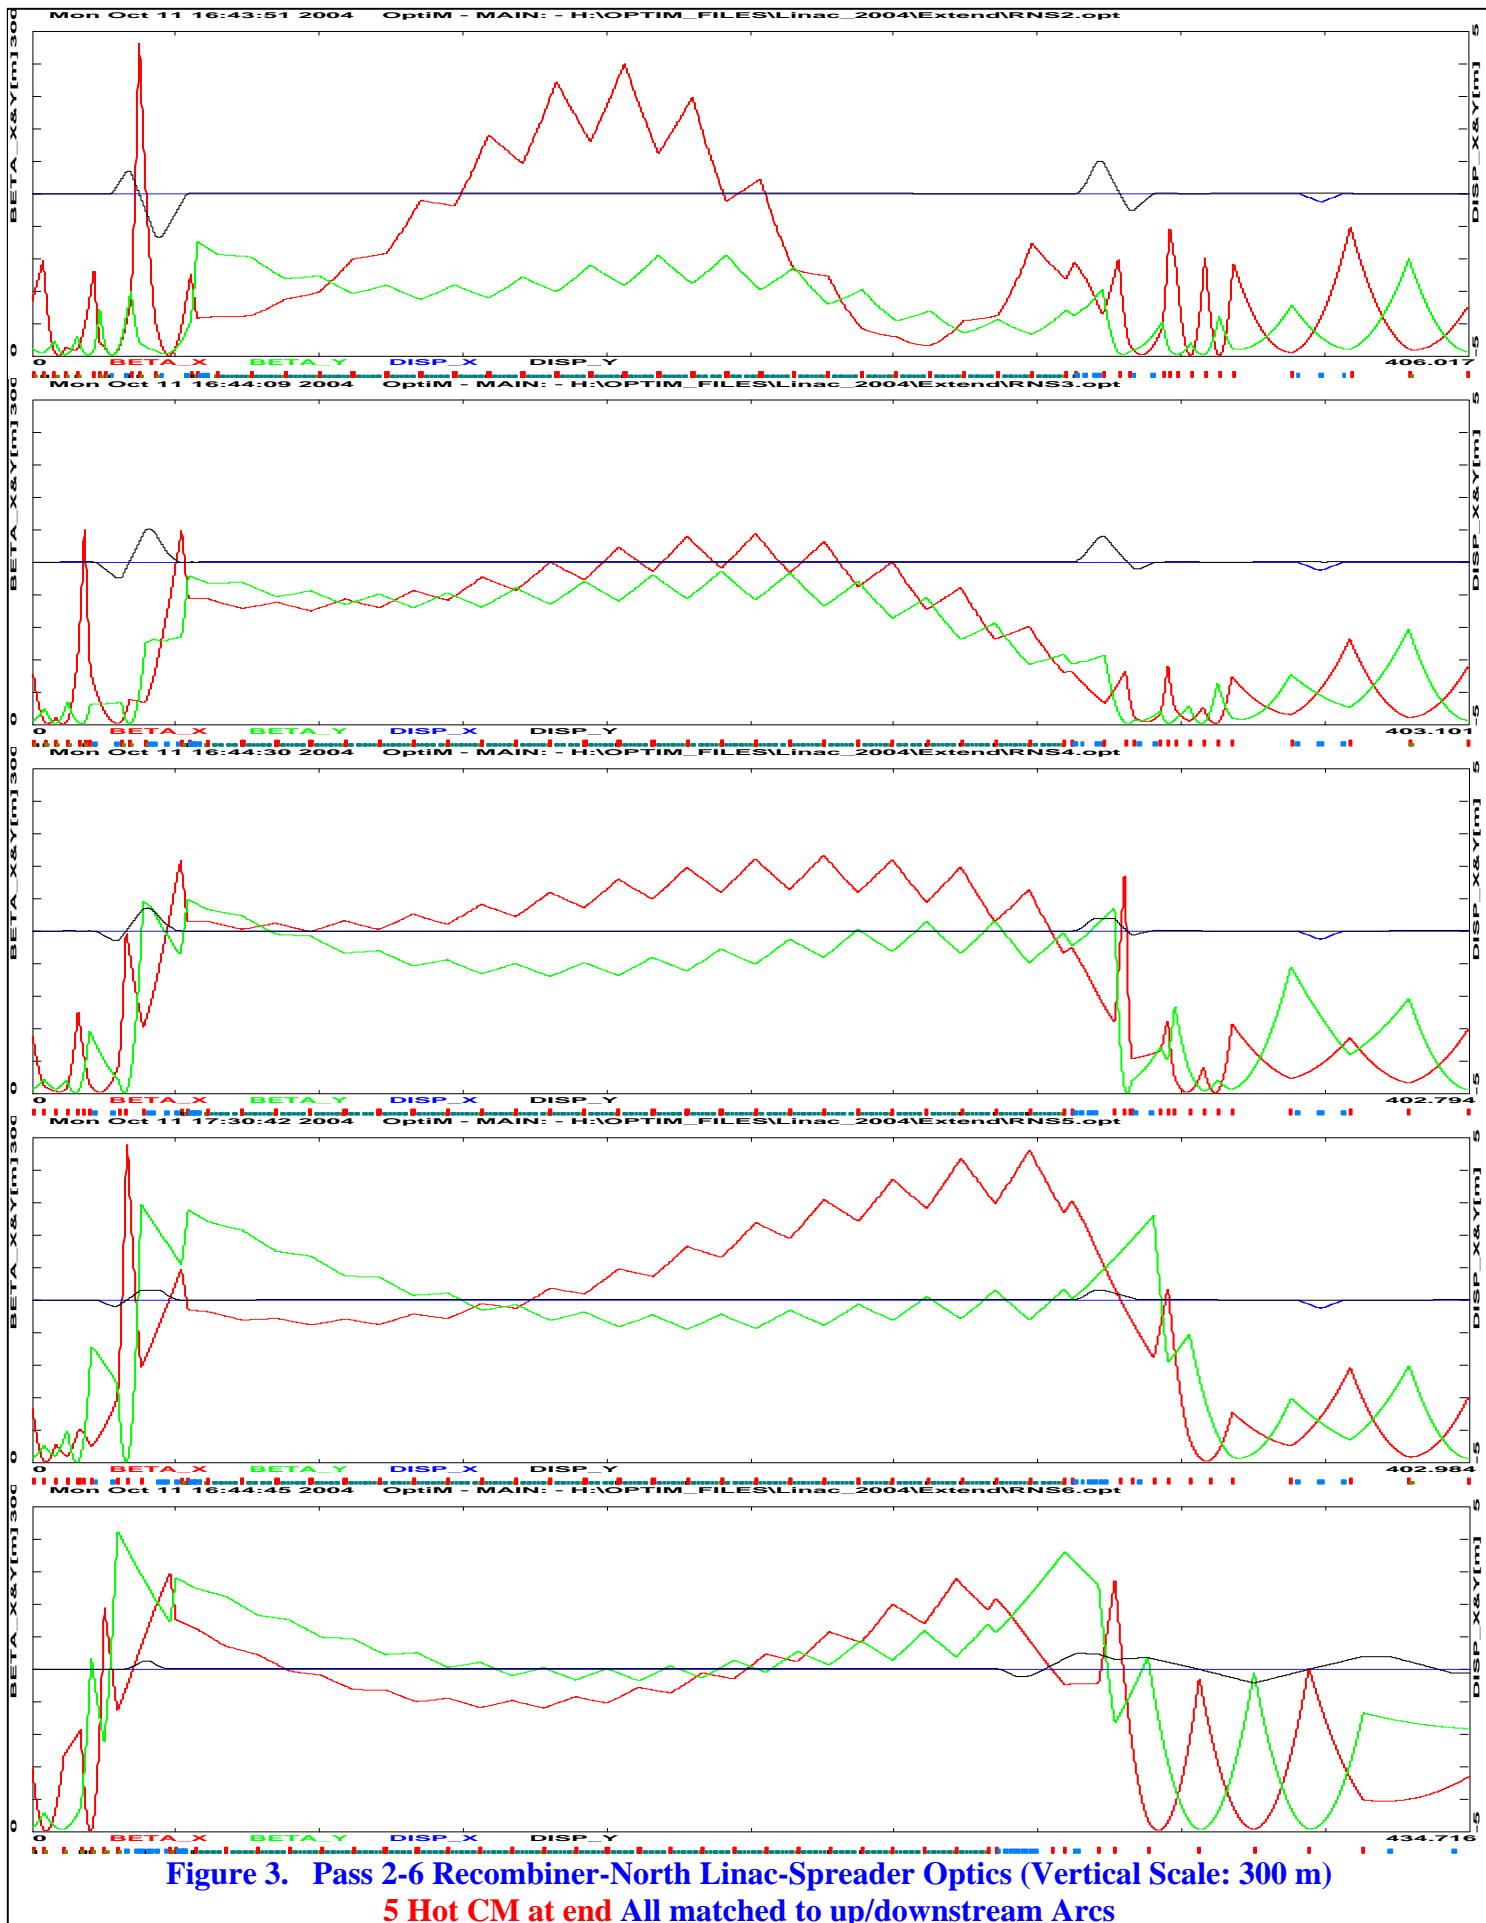 Mon Oct 11 16:43:51 2004 OptiM - MAIN: - H:\OPTIM_FILES\Linac_2004\Extend\RNS2.opt
BETA_X&Y[m] 300
0
DISP_X&Y[m]
5
-5
0 BETA_X BETA_Y DISP_X DISP_Y 406.017
Mon Oct 11 16:44:09 2004 OptiM - MAIN: - H:\OPTIM_FILES\Linac_2004\Extend\RNS3.opt
BETA_X&Y[m] 300
0
DISP_X&Y[m]
5
-5
0 BETA_X BETA_Y DISP_X DISP_Y 403.101
Mon Oct 11 16:44:30 2004 OptiM - MAIN: - H:\OPTIM_FILES\Linac_2004\Extend\RNS4.opt
BETA_X&Y[m] 300
0
DISP_X&Y[m]
5
-5
0 BETA_X BETA_Y DISP_X DISP_Y 402.794
Mon Oct 11 17:30:42 2004 OptiM - MAIN: - H:\OPTIM_FILES\Linac_2004\Extend\RNS5.opt
BETA_X&Y[m] 300
0
DISP_X&Y[m]
5
-5
0 BETA_X BETA_Y DISP_X DISP_Y 402.984
Mon Oct 11 16:44:45 2004 OptiM - MAIN: - H:\OPTIM_FILES\Linac_2004\Extend\RNS6.opt
BETA_X&Y[m] 300
0
DISP_X&Y[m]
5
-5
0 BETA_X BETA_Y DISP_X DISP_Y 434.716
Figure 3. Pass 2-6 Recombiner-North Linac-Spreader Optics (Vertical Scale: 300 m)
5 Hot CM at end All matched to up/downstream Arcs